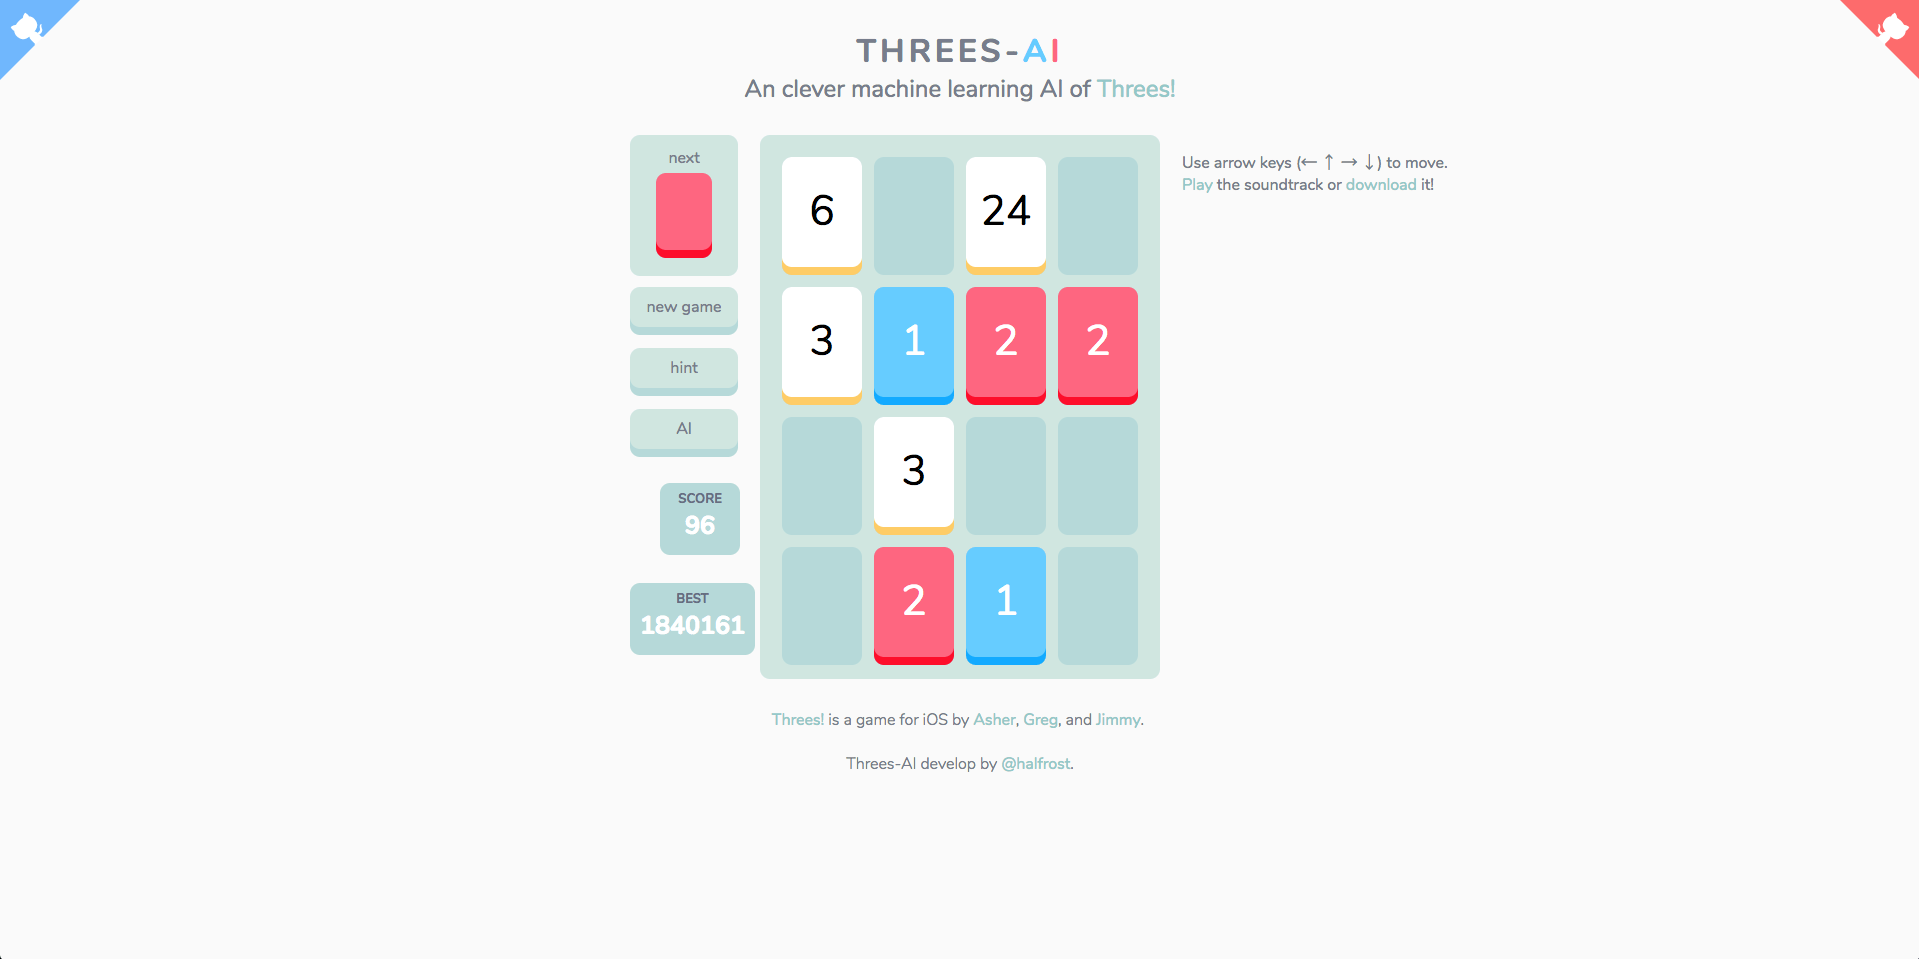 THREES-AI
An clever machine learning AI of Threes!
next
new game
hint
AI
SCORE
96
BEST
1840161
6 24
3 1 2 2
3
2 1
Use arrow keys (← ↑ → ↓) to move.
Play the soundtrack or download it!
Threes! is a game for iOS by Asher, Greg, and Jimmy.
Threes-AI develop by @halfrost.